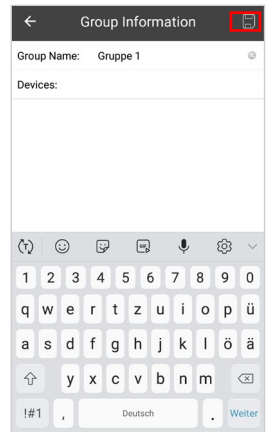 Group Information
Group Name: Gruppe 1
Devices:
GIF
1 2 3 4 5 6 7 8 9 0
q w e r t z u i o p ü
a s d f g h j k l ö ä
y x c v b n m
!#1 , Deutsch . Weiter